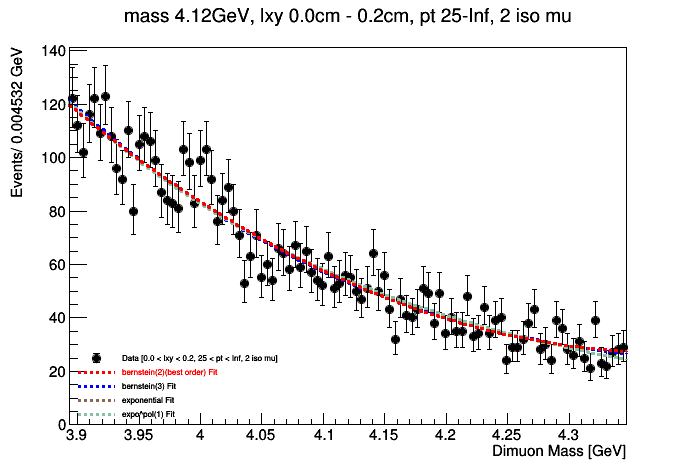 mass 4.12GeV, lxy 0.0cm - 0.2cm, pt 25-Inf, 2 iso mu
Events/ 0.004532 GeV
140
120
100
80
60
40
20
0
Data [0.0 < lxy < 0.2, 25 < pt < Inf, 2 iso mu]
bernstein(2)(best order) Fit
bernstein(3) Fit
exponential Fit
expo*pol(1) Fit
3.9 3.95 4 4.05 4.1 4.15 4.2 4.25 4.3
Dimuon Mass [GeV]